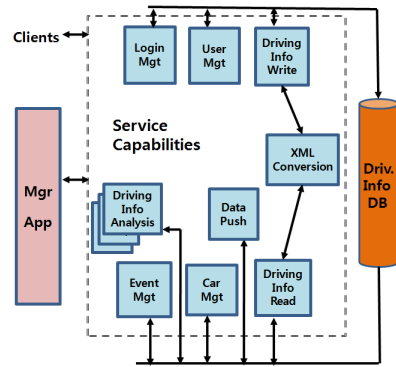 Clients
Login
Mgt
User
Mgt
Driving
Info
Write
Service
Capabilities
XML
Conversion
Mgr
App
Driv.
Info
DB
Driving
Info
Analysis
Data
Push
Event
Mgt
Car
Mgt
Driving
Info
Read